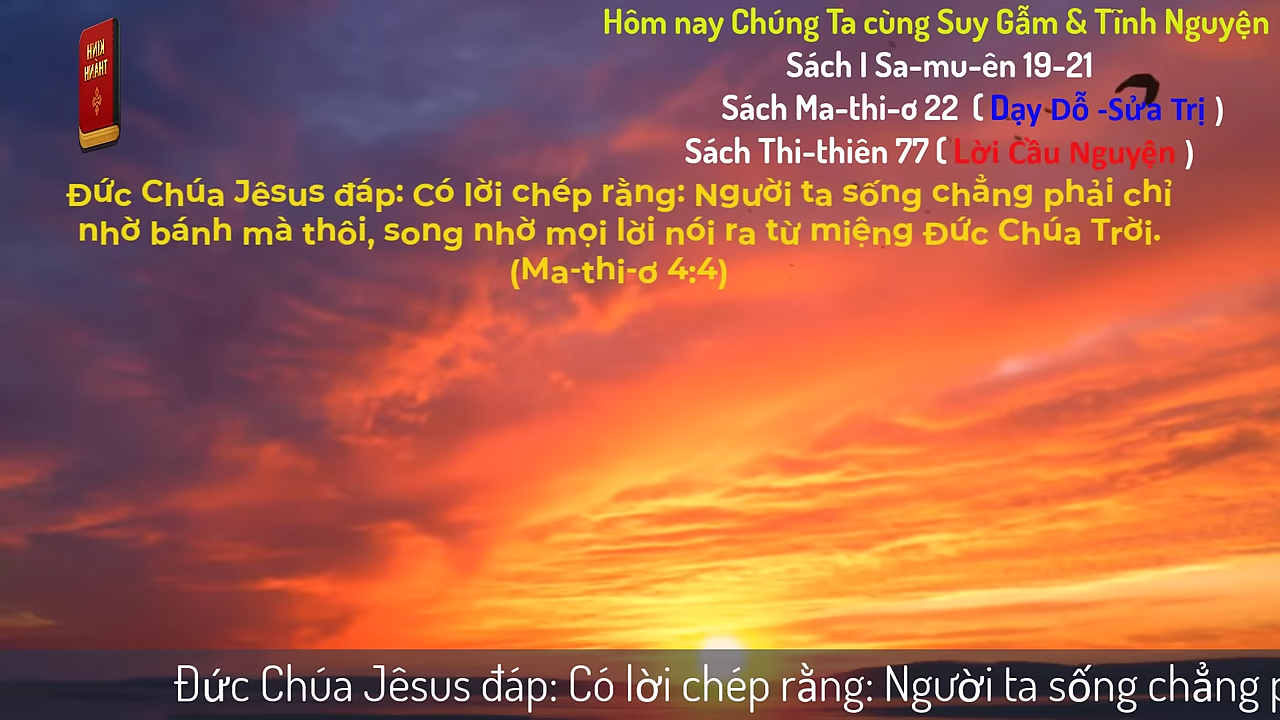 Hôm nay Chúng Ta cùng Suy Gẫm & Tĩnh Nguyện
Sách I Sa-mu-ên 19-21
Sách Ma-thi-ơ 22 ( Dạy Đỗ -Sửa Trị )
Sách Thi-thiên 77 ( Lời Cầu Nguyện )
KINH
THÁNH
Đức Chúa Jêsus đáp: Có lời chép rằng: Người ta sống chẳng phải chỉ
nhờ bánh mà thôi, song nhờ mọi lời nói ra từ miệng Đức Chúa Trời.
(Ma-thi-ơ 4:4)
Đức Chúa Jêsus đáp: Có lời chép rằng: Người ta sống chẳng